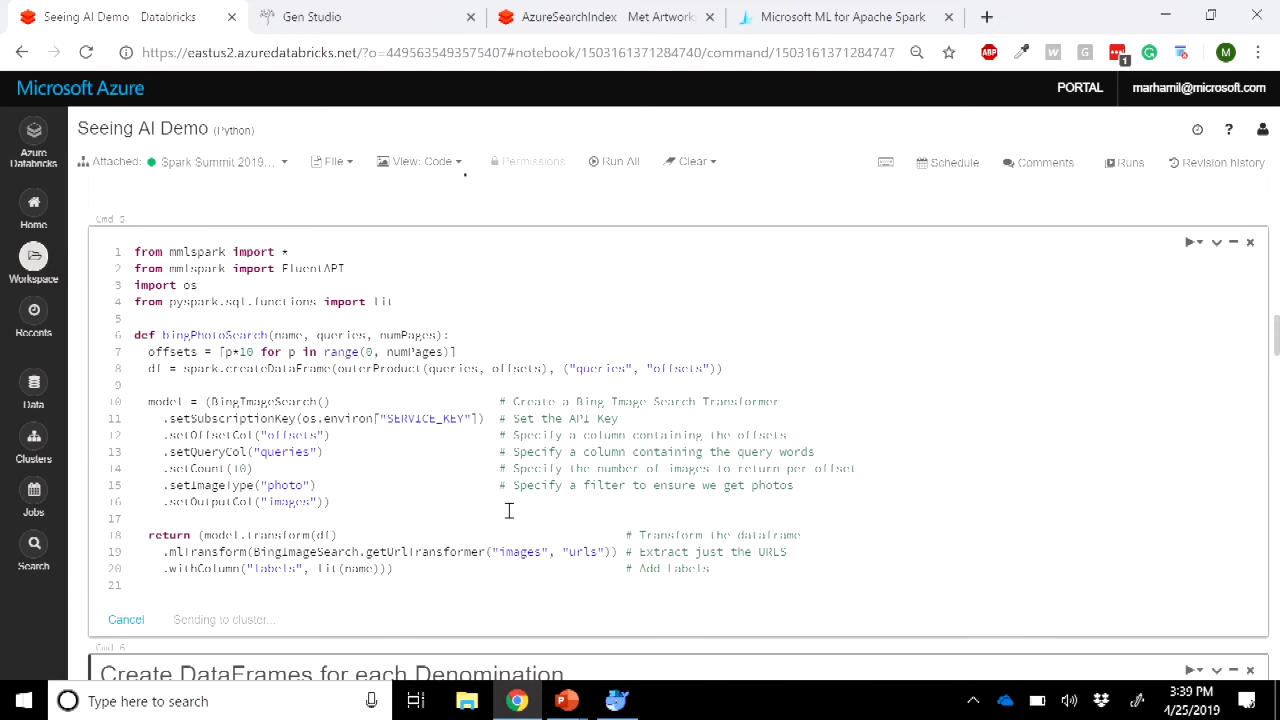 Seeing AI Demo - Databricks
Gen Studio
AzureSearchIndex - Met Artwork
Microsoft ML for Apache Spark
https://eastus2.azuredatabricks.net/?o=4495635493575407#notebook/1503161371284740/command/1503161371284747
ABP
W
G
1
M
Microsoft Azure
PORTAL
marhamil@microsoft.com
Azure Databricks
Home
Workspace
Recents
Data
Clusters
Jobs
Search
Seeing AI Demo (Python)
Attached: Spark Summit 2019...
File
View: Code
Permissions
Run All
Clear
Schedule
Comments
Runs
Revision history
Cmd 5
1 from mmlspark import *
2 from mmlspark import FluentAPI
3 import os
4 from pyspark.sql.functions import lit
5
6 def bingPhotoSearch(name, queries, numPages):
7 offsets = [p*10 for p in range(0, numPages)]
8 df = spark.createDataFrame(outerProduct(queries, offsets), ("queries", "offsets"))
9
10 model = (BingImageSearch() # Create a Bing Image Search Transformer
11 .setSubscriptionKey(os.environ["SERVICE_KEY"]) # Set the API Key
12 .setOffsetCol("offsets") # Specify a column containing the offsets
13 .setQueryCol("queries") # Specify a column containing the query words
14 .setCount(10) # Specify the number of images to return per offset
15 .setImageType("photo") # Specify a filter to ensure we get photos
16 .setOutputCol("images"))
17
18 return (model.transform(df) # Transform the dataframe
19 .mlTransform(BingImageSearch.getUrlTransformer("images", "urls")) # Extract just the URLS
20 .withColumn("labels", lit(name))) # Add Labels
21
Cancel Sending to cluster...
Cmd 6
Create DataFrames for each Denomination
Type here to search
3:39 PM
4/25/2019